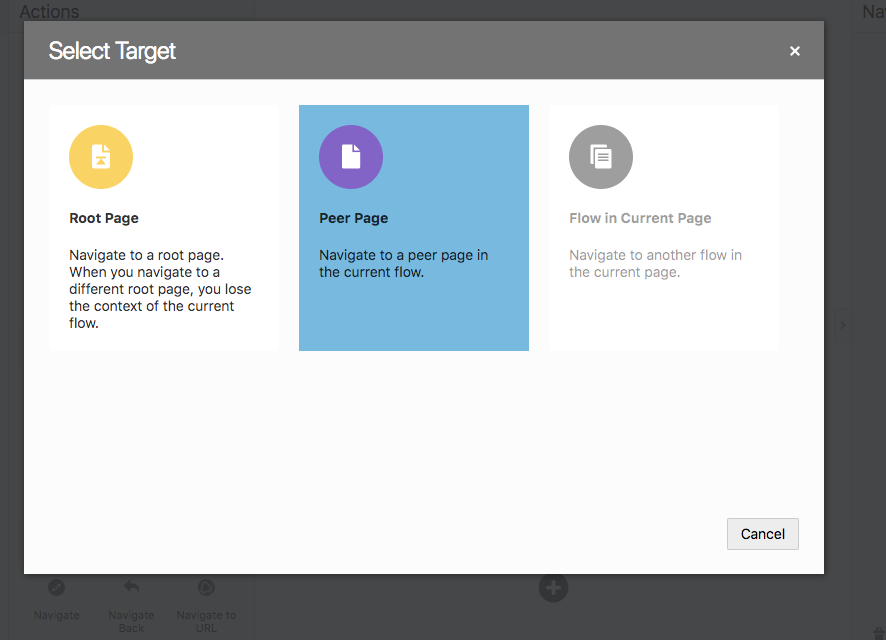 Actions
Na
Select Target
×
Root Page
Navigate to a root page.
When you navigate to a
different root page, you lose
the context of the current
flow.
Peer Page
Navigate to a peer page in
the current flow.
Flow in Current Page
Navigate to another flow in
the current page.
Cancel
Navigate
Navigate
Back
Navigate to
URL